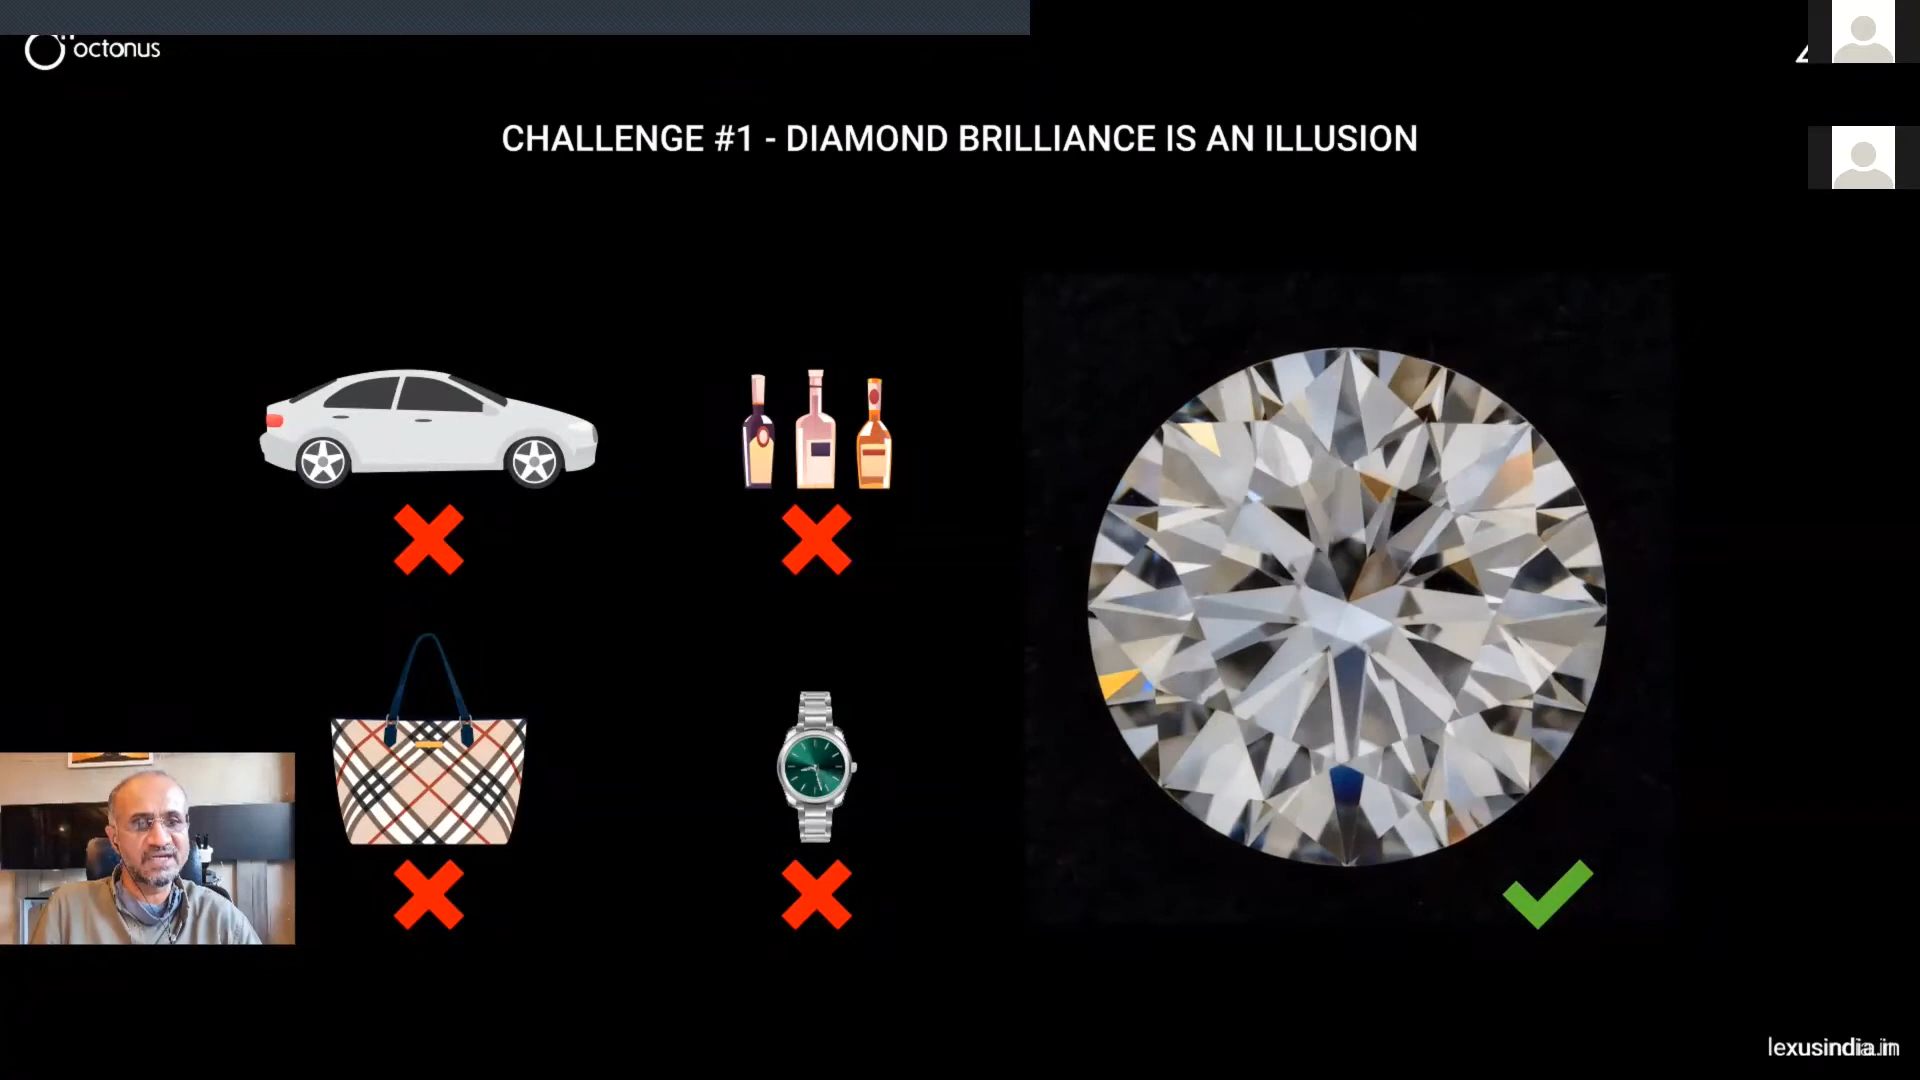 octonus
CHALLENGE #1 - DIAMOND BRILLIANCE IS AN ILLUSION
lexusindia.in